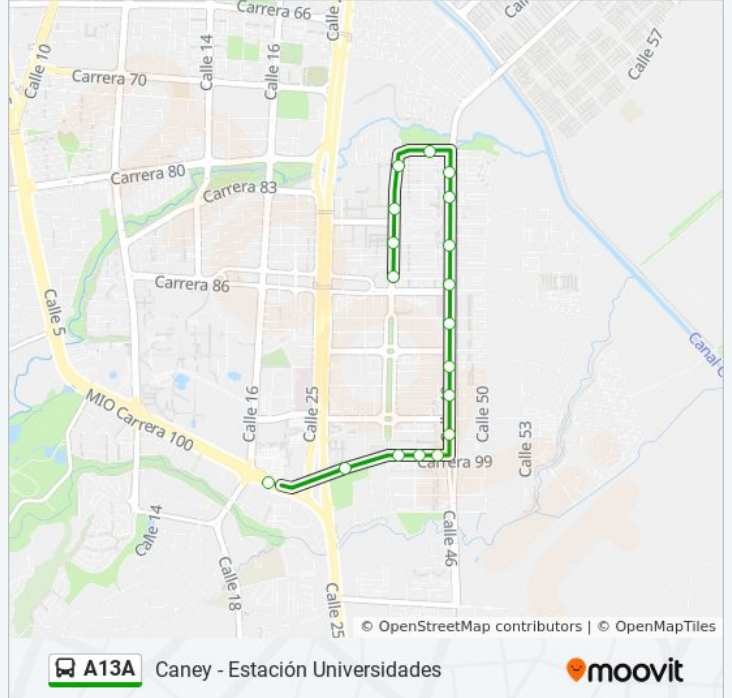 Carrera 66
Calle
Calle 10
Calle 14
Calle 16
Calle 57
Carrera 70
Carrera 80
Carrera 83
Carrera 86
Calle 5
Canal C
MIO Carrera 100
Calle 16
Calle 25
Calle 50
Calle 53
Carrera 99
Calle 14
Calle 46
Calle 18
Calle 25
© OpenStreetMap contributors | © OpenMapTiles
A13A Caney - Estación Universidades
moovit